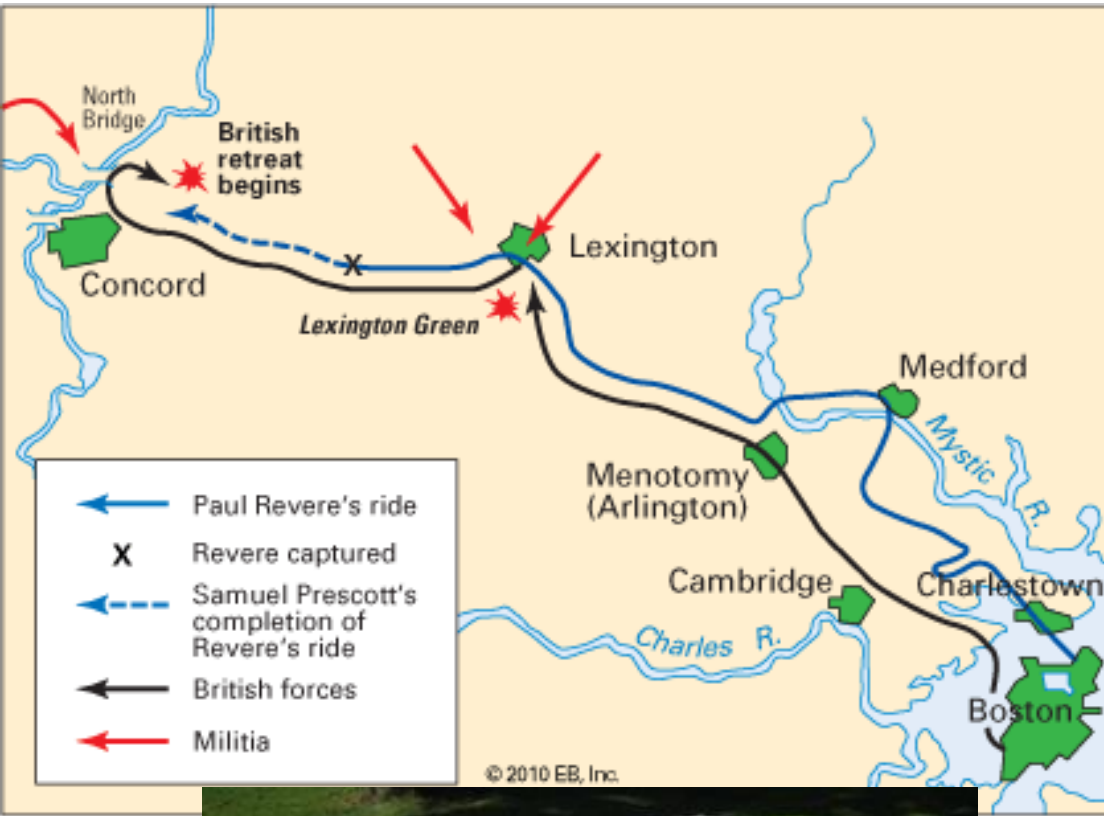 North
Bridge
British
retreat
begins
Concord
X
Lexington
Lexington Green
Medford
Mystic
R.
Menotomy
(Arlington)
Cambridge
Charlestown
Charles R.
Boston
Paul Revere's ride
X Revere captured
Samuel Prescott's
completion of
Revere's ride
British forces
Militia
© 2010 EB, Inc.